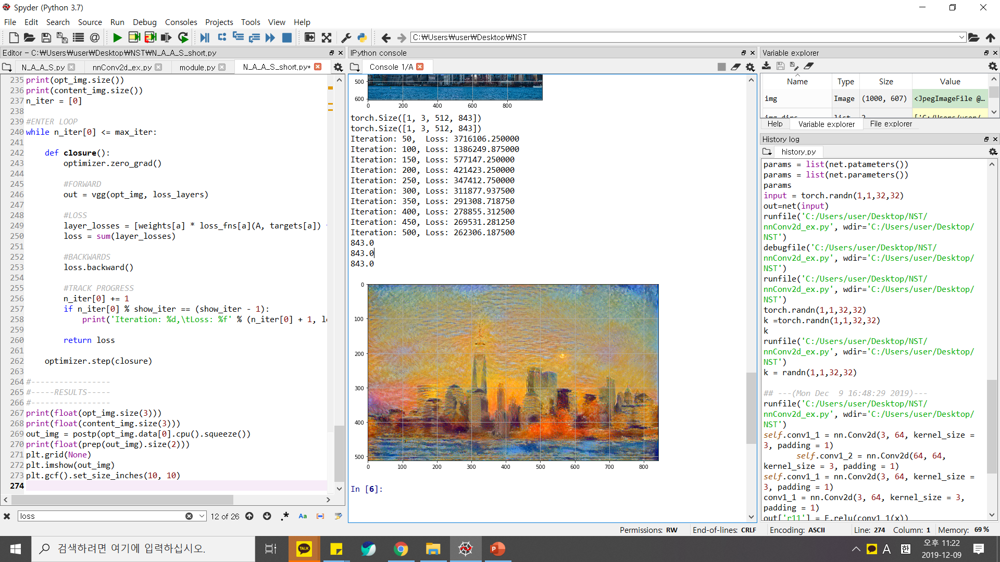 Spyder (Python 3.7)
File Edit Search Source Run Debug Consoles Projects Tools View Help
C:₩Users₩user₩Desktop₩NST
Editor - C:₩Users₩user₩Desktop₩NST₩N_A_A_S_short.py
N_A_A_S.py
nnConv2d_ex.py
module.py
N_A_A_S_short.py*
235 print(opt_img.size())
236 print(content_img.size())
237 n_iter = [0]
238
239 #ENTER LOOP
240 while n_iter[0] <= max_iter:
241
242     def closure():
243         optimizer.zero_grad()
244
245         #FORWARD
246         out = vgg(opt_img, loss_layers)
247
248         #LOSS
249         layer_losses = [weights[a] * loss_fns[a](A, targets[a])
250         loss = sum(layer_losses)
251
252         #BACKWARDS
253         loss.backward()
254
255         #TRACK PROGRESS
256         n_iter[0] += 1
257         if n_iter[0] % show_iter == (show_iter - 1):
258             print('Iteration: %d,\tLoss: %f' % (n_iter[0] + 1, l
259
260         return loss
261
262     optimizer.step(closure)
263
264 #-----------------
265 #-----RESULTS-----
266 #-----------------
267 print(float(opt_img.size(3)))
268 print(float(content_img.size(3)))
269 out_img = postp(opt_img.data[0].cpu().squeeze())
270 print(float(prep(out_img).size(2)))
271 plt.grid(None)
272 plt.imshow(out_img)
273 plt.gcf().set_size_inches(10, 10)
274
loss
12 of 26
.*
Aa
IPython console
Console 1/A
500
600
0 200 400 600 800
torch.Size([1, 3, 512, 843])
torch.Size([1, 3, 512, 843])
Iteration: 50,  Loss: 3716106.250000
Iteration: 100, Loss: 1386249.875000
Iteration: 150, Loss: 577147.250000
Iteration: 200, Loss: 421423.250000
Iteration: 250, Loss: 347412.750000
Iteration: 300, Loss: 311877.937500
Iteration: 350, Loss: 291308.718750
Iteration: 400, Loss: 278855.312500
Iteration: 450, Loss: 269531.281250
Iteration: 500, Loss: 262306.187500
843.0
843.0
843.0
0
100
200
300
400
500
0 100 200 300 400 500 600 700 800
In [6]:
Variable explorer
Name Type Size Value
img Image (1000, 607) <JpegImageFile @...
Help
Variable explorer
File explorer
History log
history.py
params = list(net.patameters())
params = list(net.parameters())
params
input = torch.randn(1,1,32,32)
out=net(input)
runfile('C:/Users/user/Desktop/NST/
nnConv2d_ex.py', wdir='C:/Users/user/Desktop/
NST')
debugfile('C:/Users/user/Desktop/NST/
nnConv2d_ex.py', wdir='C:/Users/user/Desktop/
NST')
runfile('C:/Users/user/Desktop/NST/
nnConv2d_ex.py', wdir='C:/Users/user/Desktop/
NST')
torch.randn(1,1,32,32)
k =torch.randn(1,1,32,32)
k
runfile('C:/Users/user/Desktop/NST/
nnConv2d_ex.py', wdir='C:/Users/user/Desktop/
NST')
k = randn(1,1,32,32)
## ---(Mon Dec  9 16:48:29 2019)---
runfile('C:/Users/user/Desktop/NST/
nnConv2d_ex.py', wdir='C:/Users/user/Desktop/
NST')
self.conv1_1 = nn.Conv2d(3, 64, kernel_size =
3, padding = 1)
       self.conv1_2 = nn.Conv2d(64, 64,
kernel_size = 3, padding = 1)
self.conv1_1 = nn.Conv2d(3, 64, kernel_size =
3, padding = 1)
conv1_1 = nn.Conv2d(3, 64, kernel_size = 3,
padding = 1)
out['r11'] = F.relu(conv1_1(x))
Permissions: RW End-of-lines: CRLF Encoding: ASCII Line: 274 Column: 1 Memory: 69 %
검색하려면 여기에 입력하십시오.
TALK
A
한
오후 11:22
2019-12-09